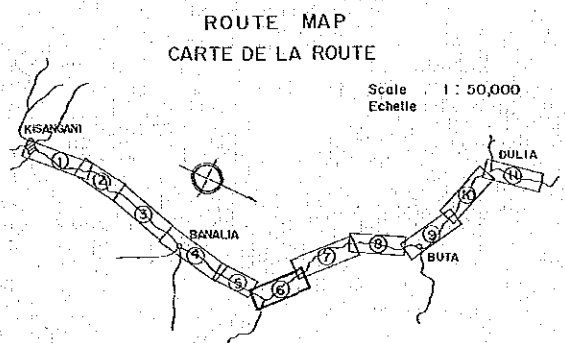 ROUTE MAP
CARTE DE LA ROUTE
Scale 1 : 50,000
Echelle
KISANGANI
DULIA
1
2
3
BANALIA
4
5
6
7
8
9
BUTA
10
11